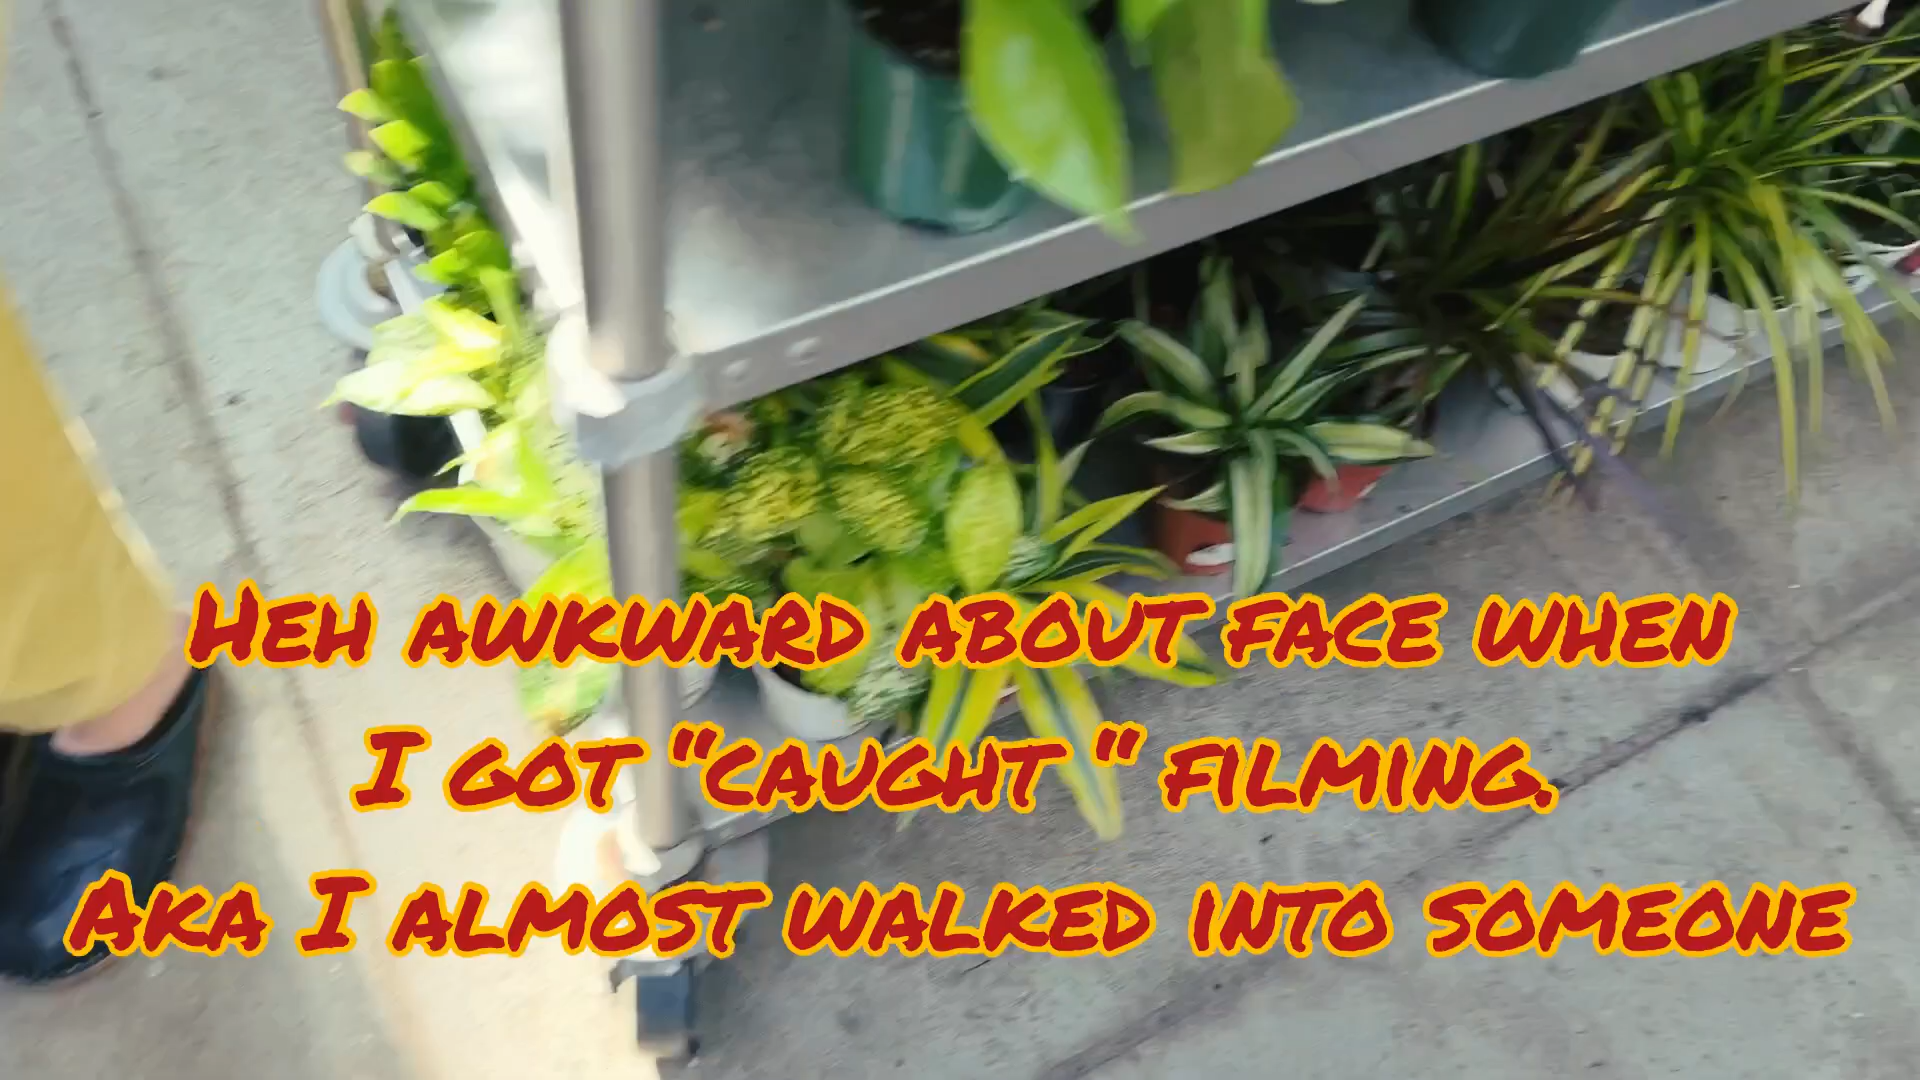 Heh awkward about face when
I got "caught " filming.
Aka I almost walked into someone